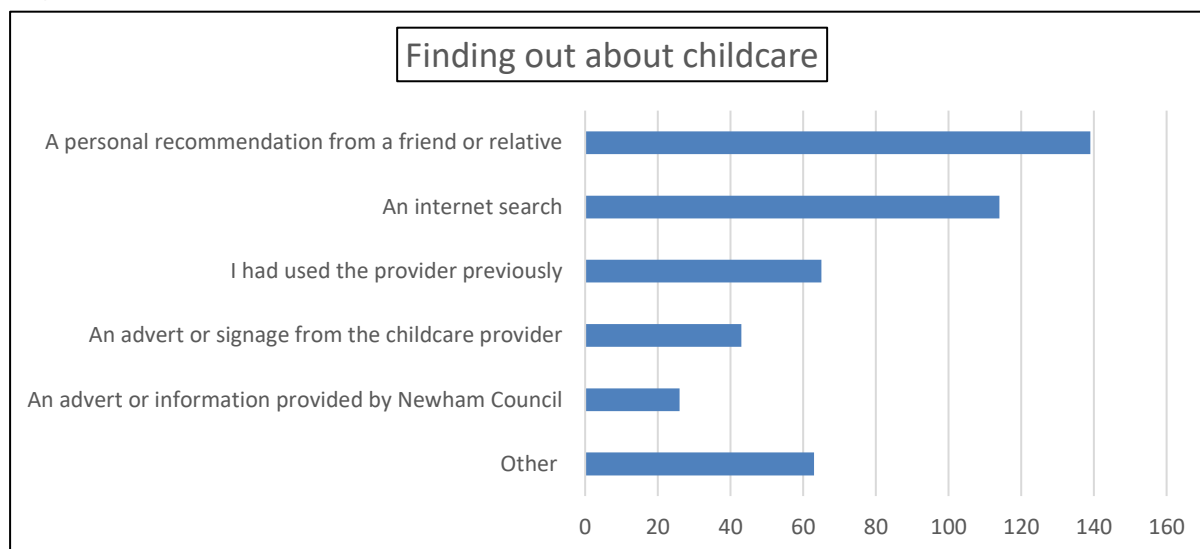 Finding out about childcare
A personal recommendation from a friend or relative
An internet search
I had used the provider previously
An advert or signage from the childcare provider
An advert or information provided by Newham Council
Other
0 20 40 60 80 100 120 140 160